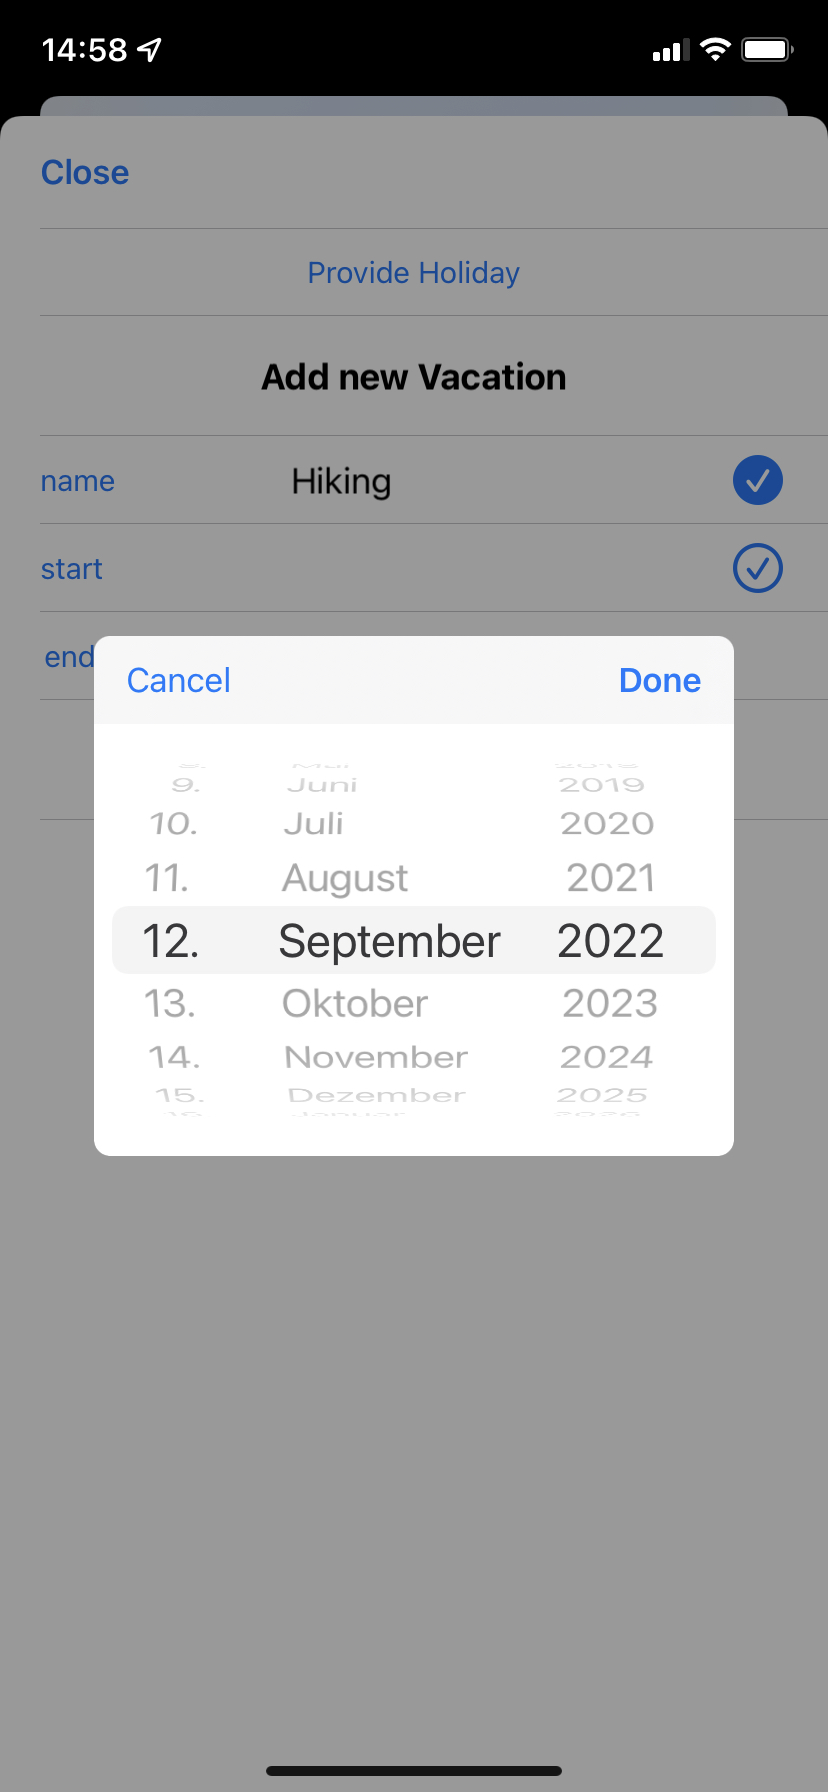 14:58
Close
Provide Holiday
Add new Vacation
name Hiking
start
end
Cancel Done
9. Juni 2019
10. Juli 2020
11. August 2021
12. September 2022
13. Oktober 2023
14. November 2024
15. Dezember 2025
Januar